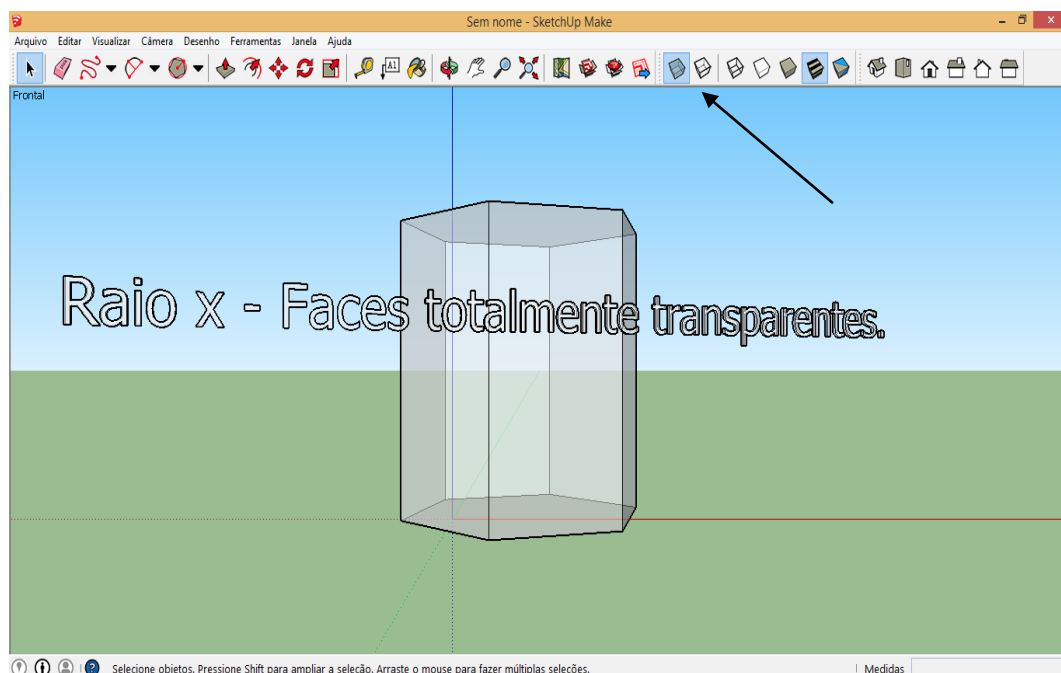 Sem nome - SketchUp Make
Arquivo Editar Visualizar Câmera Desenho Ferramentas Janela Ajuda
A1
Frontal
Raio x - Faces totalmente transparentes.
Selecione objetos. Pressione Shift para ampliar a seleção. Arraste o mouse para fazer múltiplas seleções.
Medidas